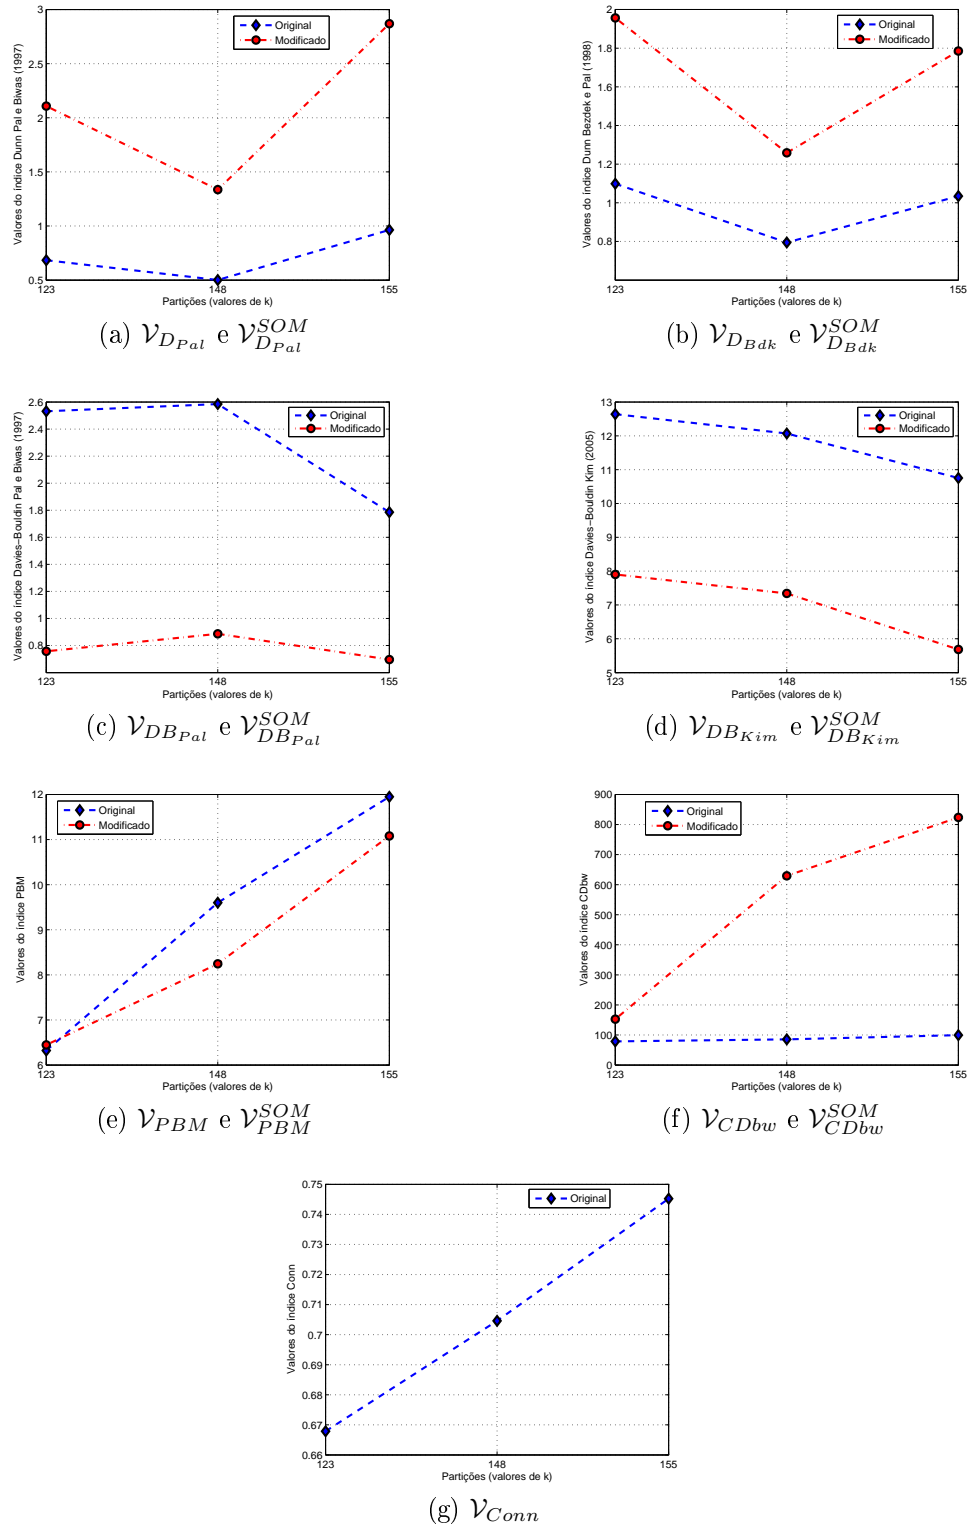 3
2.5
2
1.5
1
0.5
123
148
155
Valores do índice Dunn Pal e Biwas (1997)
Partições (valores de k)
Original
Modificado
(a) V_{D_{Pal}} e V_{D_{Pal}}^{SOM}
2
1.8
1.6
1.4
1.2
1
0.8
123
148
155
Valores do índice Dunn Bezdek e Pal (1998)
Partições (valores de k)
Original
Modificado
(b) V_{D_{Bdk}} e V_{D_{Bdk}}^{SOM}
2.6
2.4
2.2
2
1.8
1.6
1.4
1.2
1
0.8
123
148
155
Valores do índice Davies−Bouldin Pal e Biwas (1997)
Partições (valores de k)
Original
Modificado
(c) V_{DB_{Pal}} e V_{DB_{Pal}}^{SOM}
13
12
11
10
9
8
7
6
5
123
148
155
Valores do índice Davies−Bouldin Kim (2005)
Partições (valores de k)
Original
Modificado
(d) V_{DB_{Kim}} e V_{DB_{Kim}}^{SOM}
12
11
10
9
8
7
6
123
148
155
Valores do índice PBM
Partições (valores de k)
Original
Modificado
(e) V_{PBM} e V_{PBM}^{SOM}
900
800
700
600
500
400
300
200
100
0
123
148
155
Valores do índice CDbw
Partições (valores de k)
Original
Modificado
(f) V_{CDbw} e V_{CDbw}^{SOM}
0.75
0.74
0.73
0.72
0.71
0.7
0.69
0.68
0.67
0.66
123
148
155
Valores do índice Conn
Partições (valores de k)
Original
(g) V_{Conn}